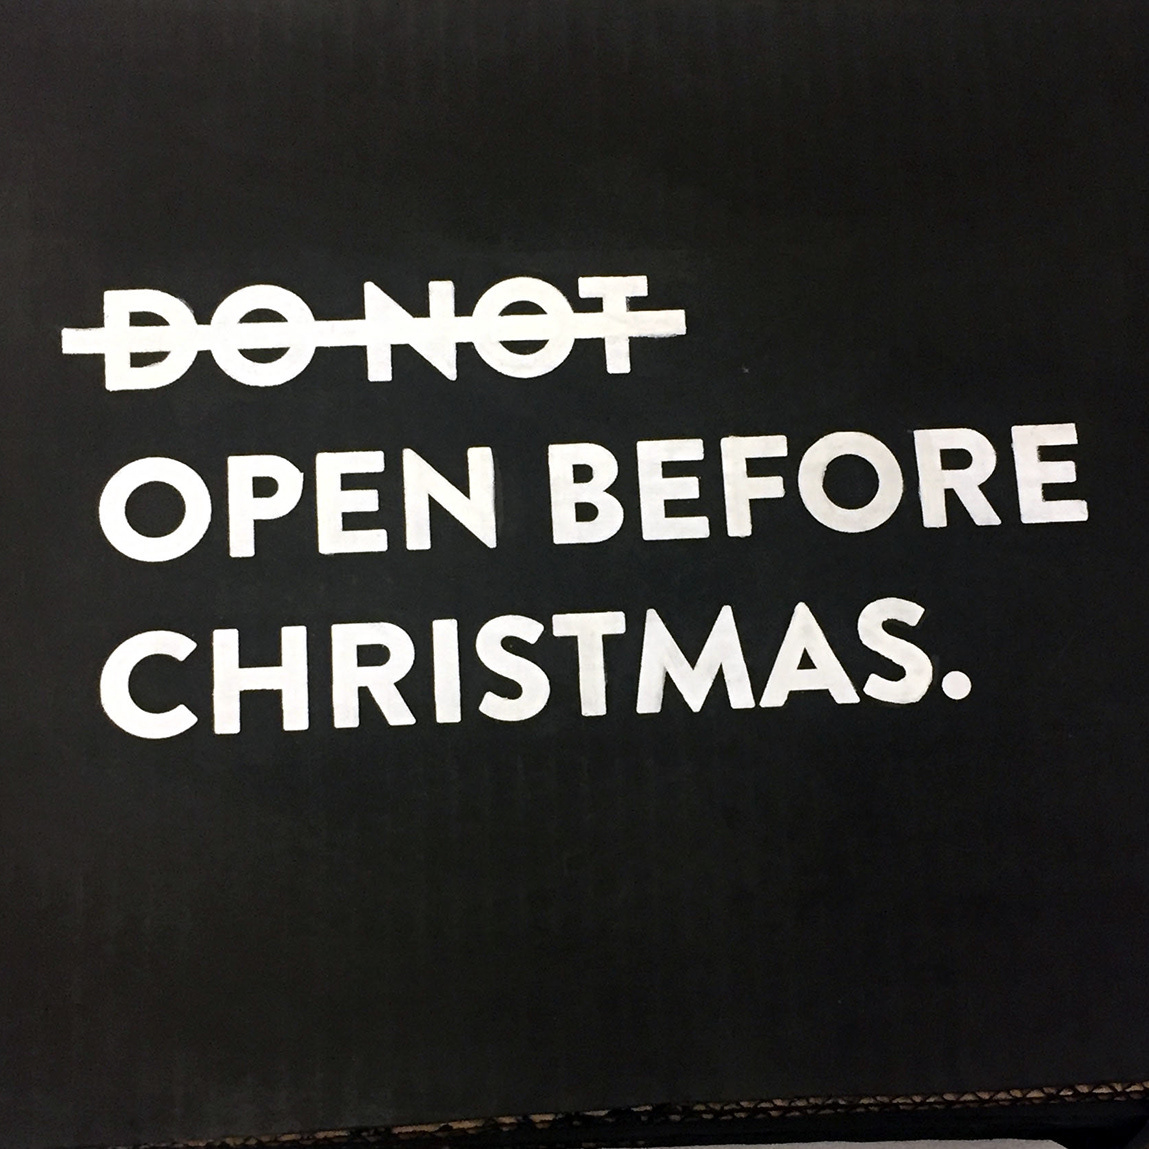 DO NOT
OPEN BEFORE
CHRISTMAS.